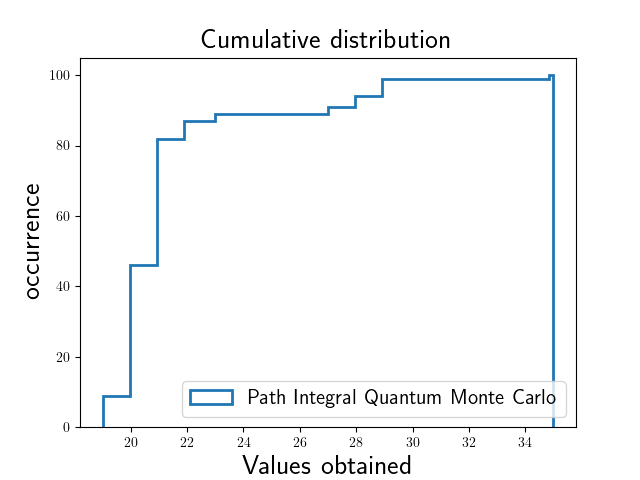 Cumulative distribution
100
80
60
40
20
0
occurrence
Path Integral Quantum Monte Carlo
20 22 24 26 28 30 32 34
Values obtained